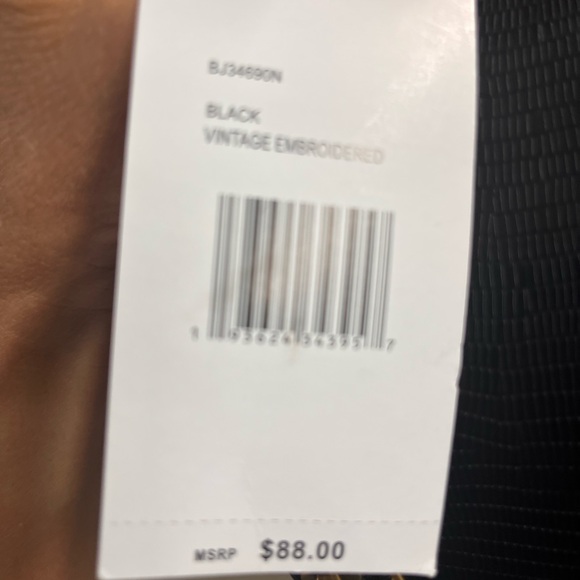 BJ34690N
BLACK
VINTAGE EMBROIDERED
MSRP $88.00